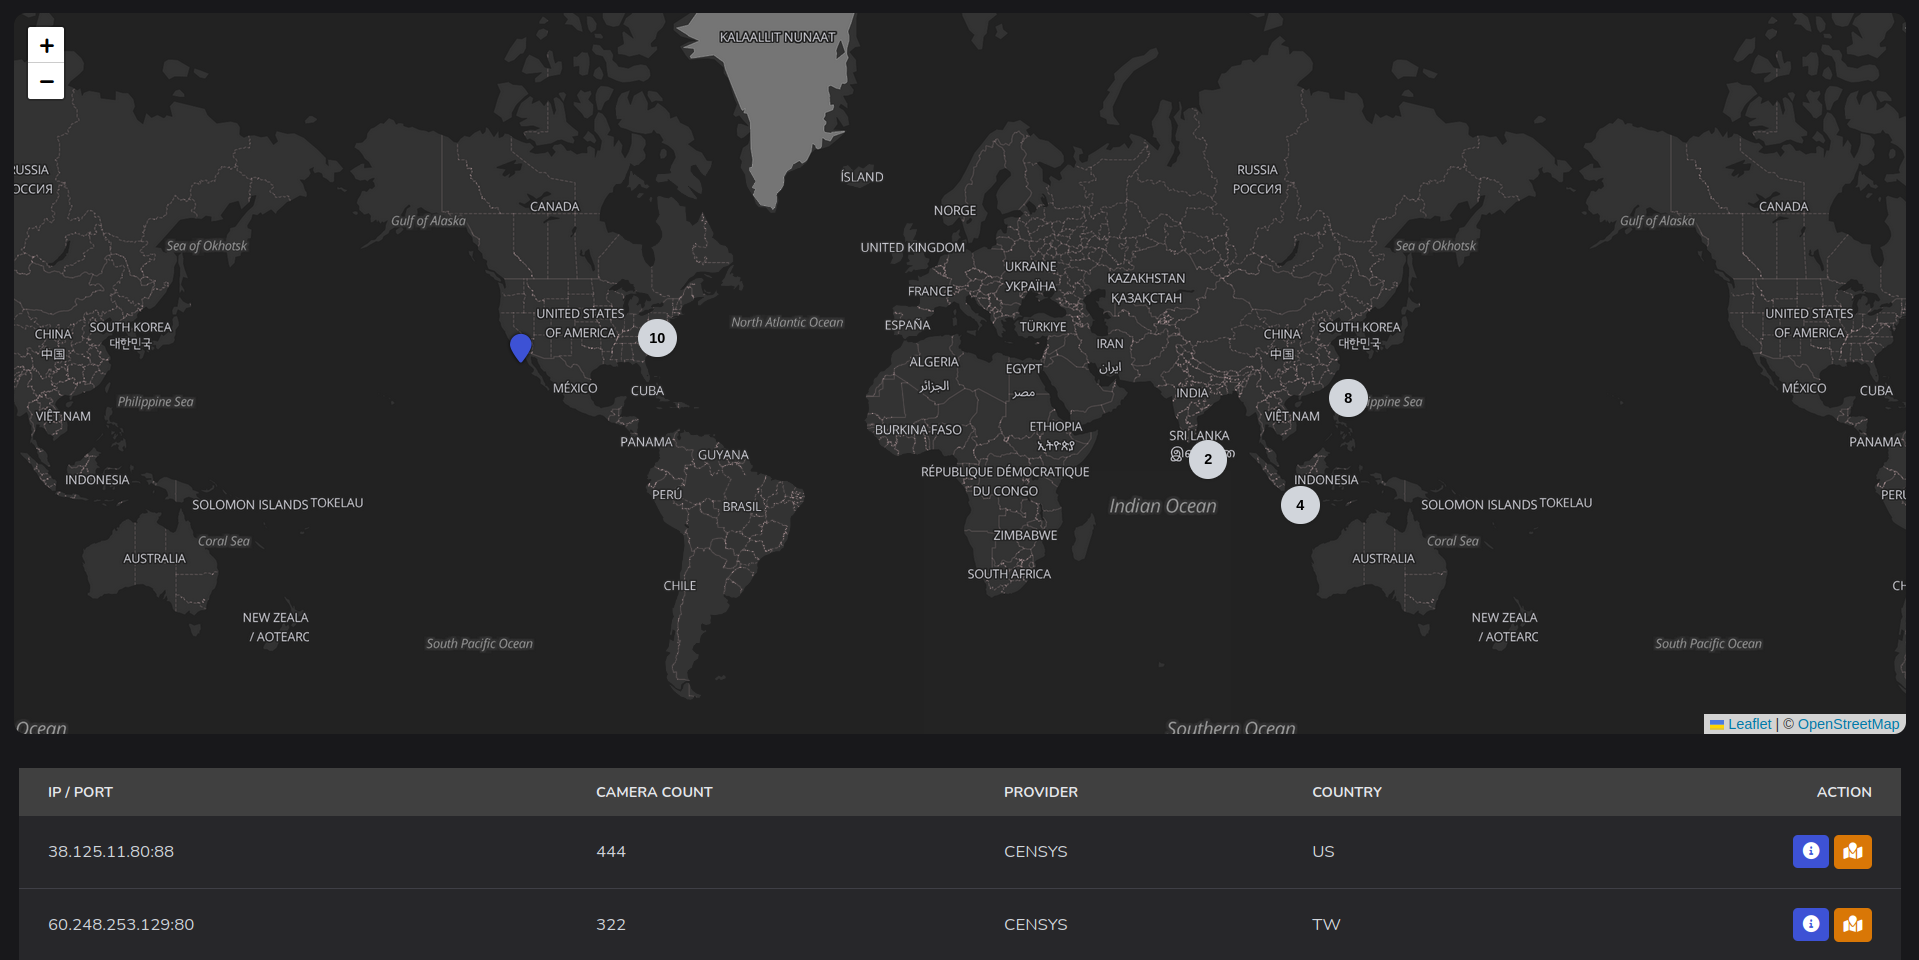 +
−
KALAALLIT NUNAAT
RUSSIA
РОССИЯ
ÍSLAND
RUSSIA
РОССИЯ
CANADA
NORGE
CANADA
Gulf of Alaska
Gulf of Alaska
Sea of Okhotsk
UNITED KINGDOM
Sea of Okhotsk
UKRAINE
УКРАЇНА
KAZAKHSTAN
ҚАЗАҚСТАН
FRANCE
UNITED STATES
OF AMERICA
10
North Atlantic Ocean
ESPAÑA
TÜRKIYE
CHINA
中国
SOUTH KOREA
대한민국
IRAN
ایران
CHINA
中国
SOUTH KOREA
대한민국
UNITED STATES
OF AMERICA
ALGERIA
الجزائر
EGYPT
مصر
MÉXICO
CUBA
INDIA
8
ppine Sea
MÉXICO
CUBA
Philippine Sea
VIỆT NAM
VIỆT NAM
BURKINA FASO
ETHIOPIA
ኢትዮጵያ
SRI LANKA
2
PANAMA
PANAMA
GUYANA
RÉPUBLIQUE DÉMOCRATIQUE
DU CONGO
INDONESIA
INDONESIA
PERÚ
PERU
4
SOLOMON ISLANDS TOKELAU
BRASIL
Indian Ocean
SOLOMON ISLANDS TOKELAU
ZIMBABWE
Coral Sea
Coral Sea
AUSTRALIA
AUSTRALIA
SOUTH AFRICA
CHILE
CH
NEW ZEALA
/ AOTEARC
NEW ZEALA
/ AOTEARC
South Pacific Ocean
South Pacific Ocean
Ocean
Southern Ocean
Leaflet | © OpenStreetMap
IP / PORT CAMERA COUNT PROVIDER COUNTRY ACTION
38.125.11.80:88 444 CENSYS US
60.248.253.129:80 322 CENSYS TW